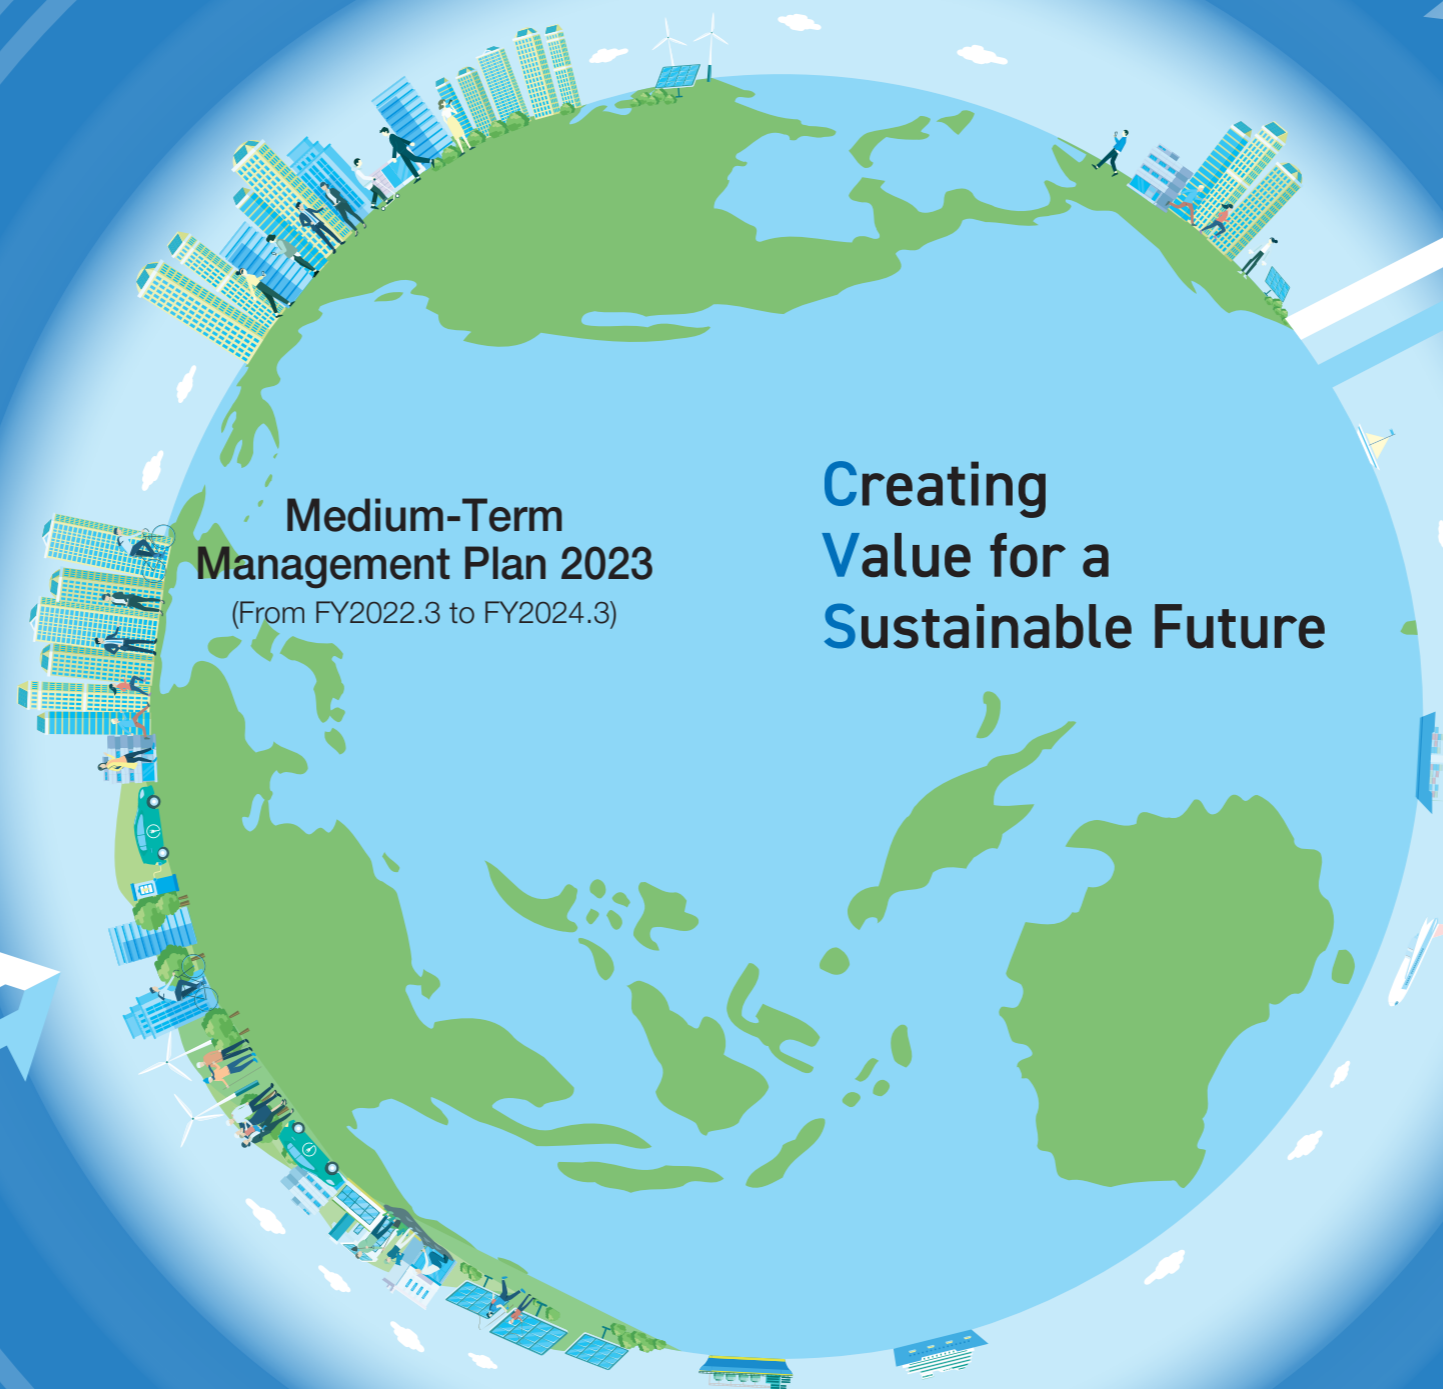 Medium-Term
Management Plan 2023
(From FY2022.3 to FY2024.3)
Creating
Value for a
Sustainable Future